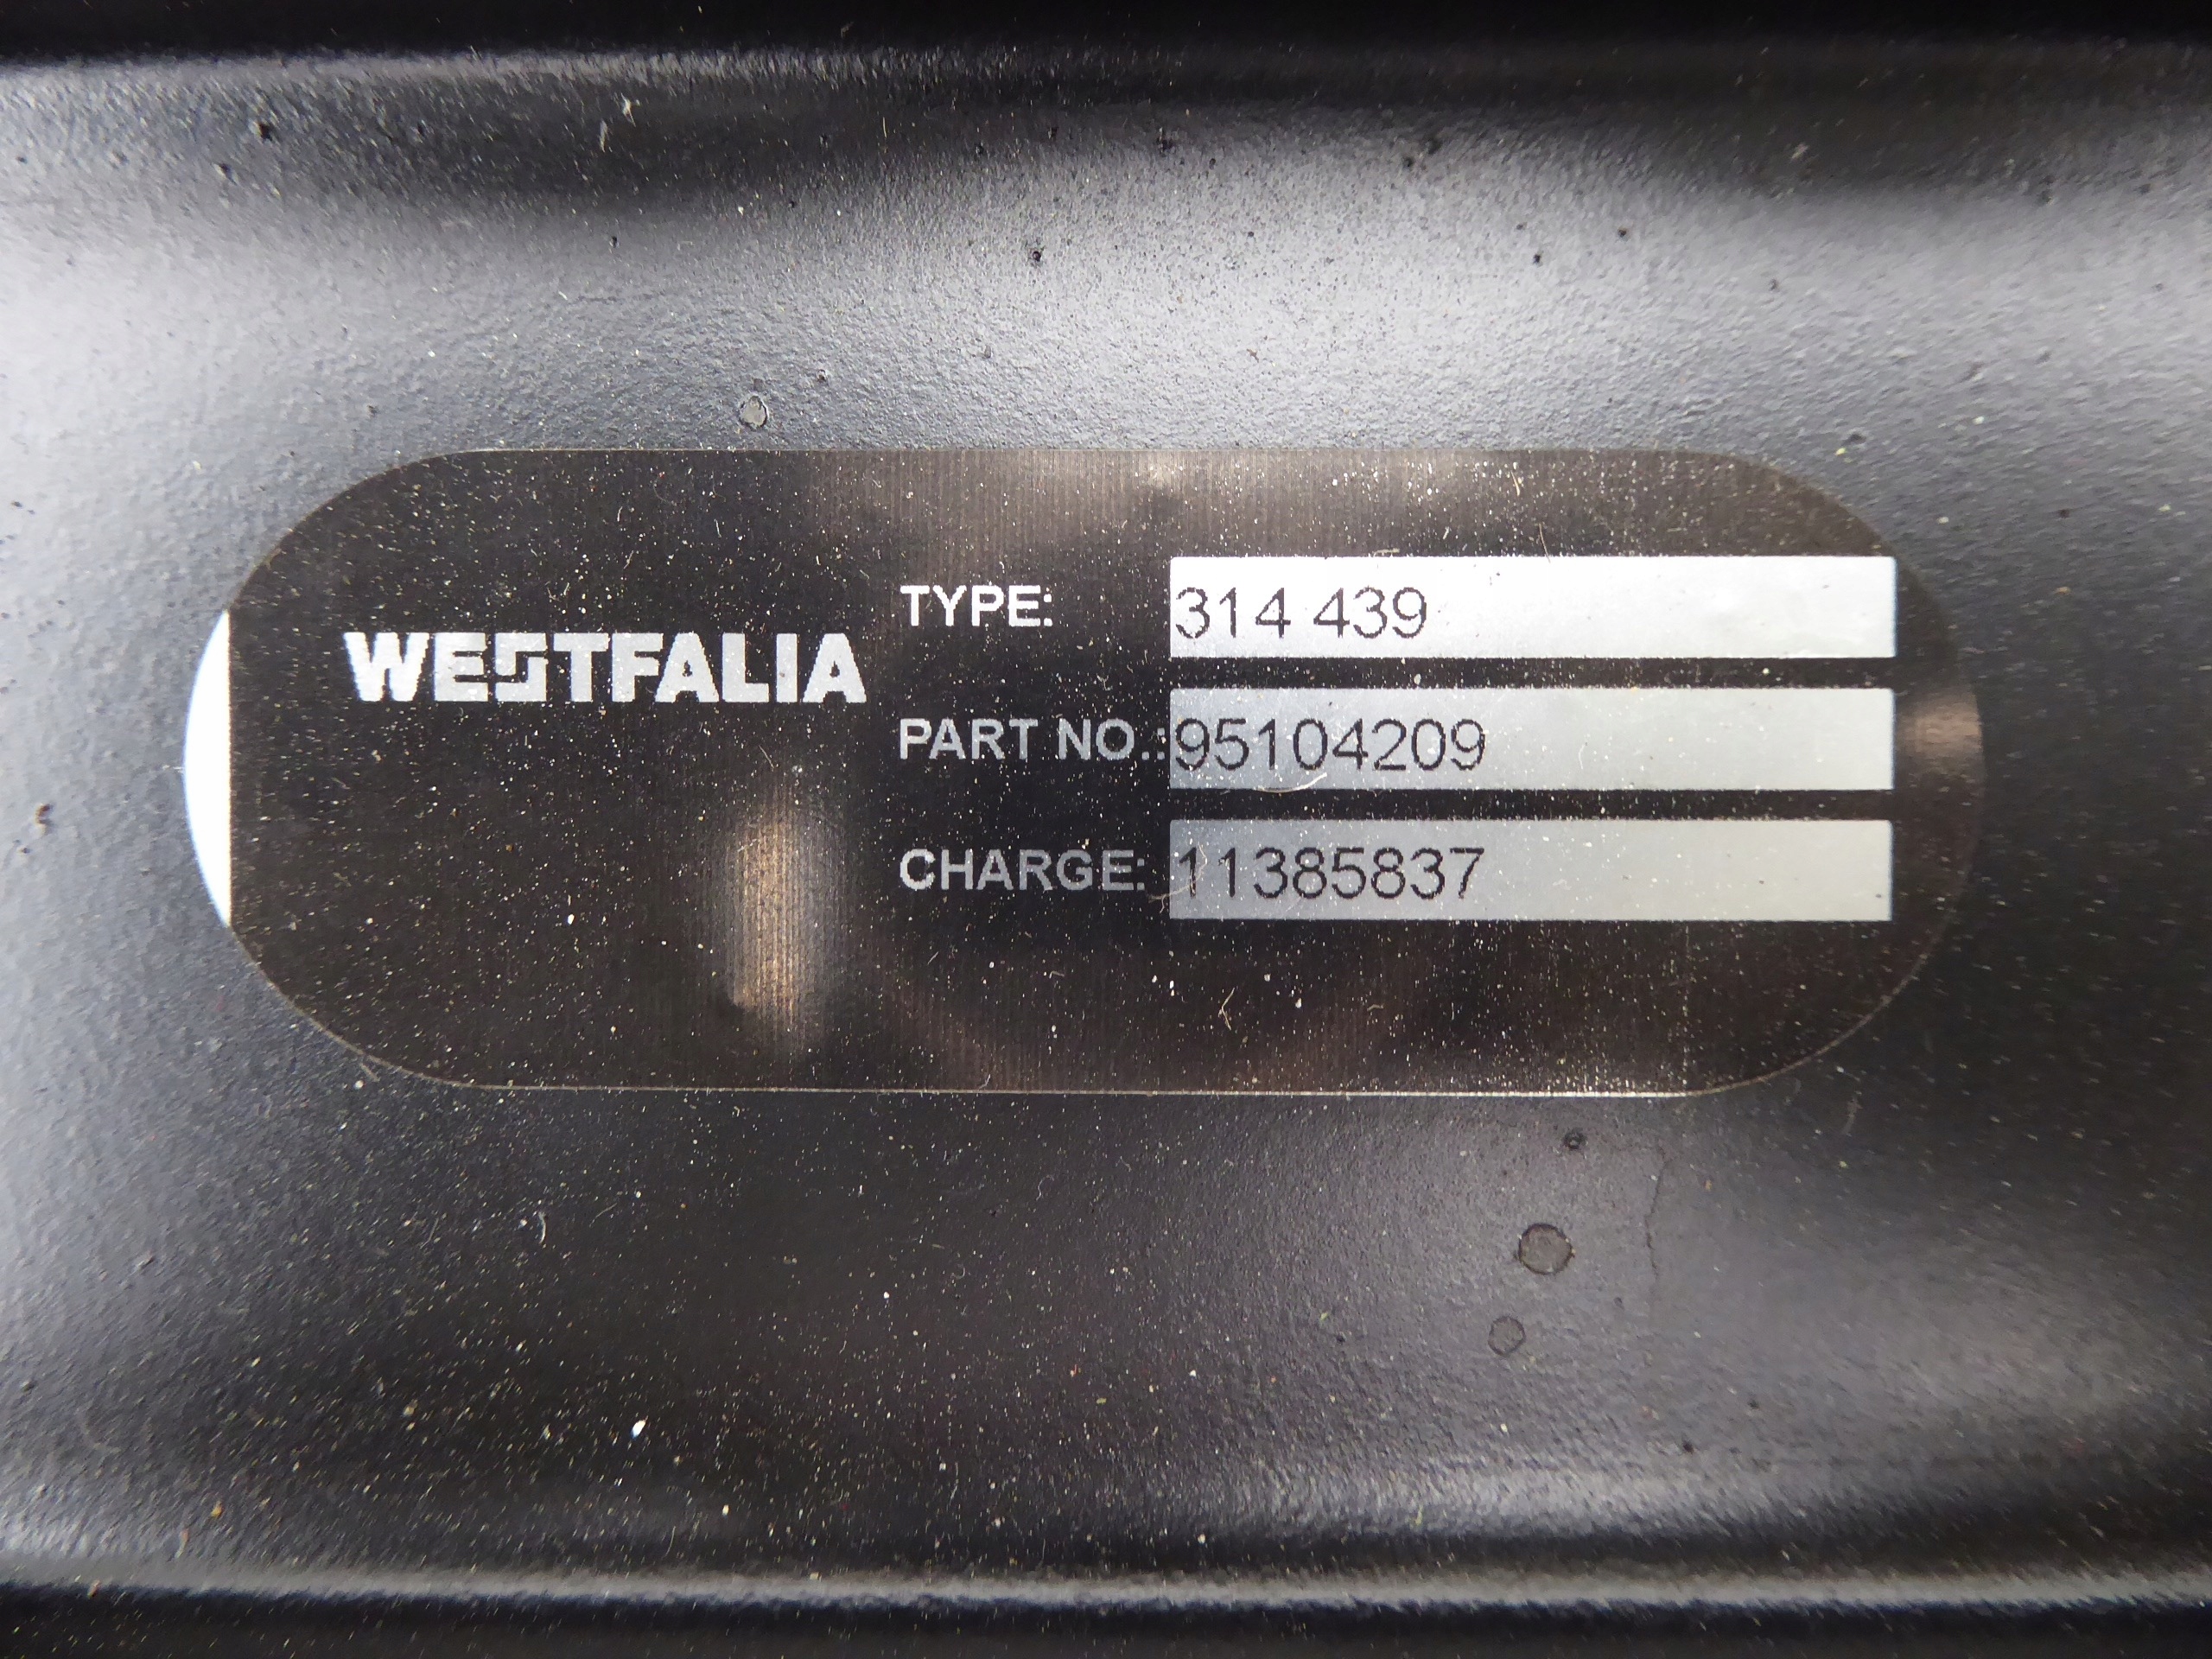 WESTFALIA
TYPE: 314 439
PART NO.: 95104209
CHARGE: 11385837